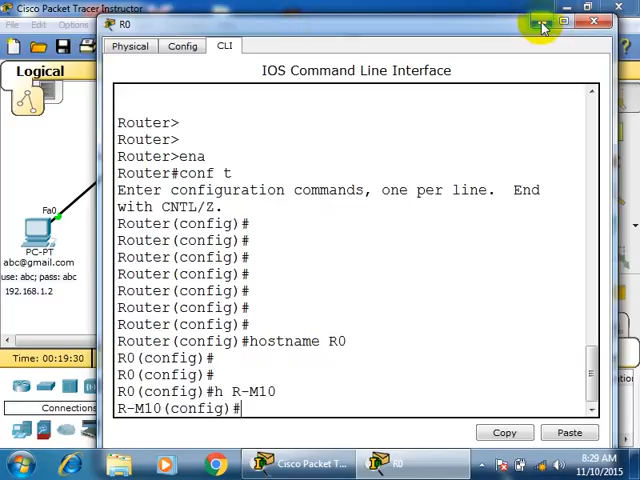 Cisco Packet Tracer Instructor
R0
File
Edit
Options
Physical
Config
CLI
Logical
IOS Command Line Interface
Router>
Router>
Router>ena
Router#conf t
Enter configuration commands, one per line.  End
with CNTL/Z.
Router(config)#
Router(config)#
Router(config)#
Router(config)#
Router(config)#
Router(config)#
Router(config)#
Router(config)#hostname R0
R0(config)#
R0(config)#
R0(config)#h R-M10
R-M10(config)#
Fa0
PC-PT
abc@gmail.com
use: abc; pass: abc
192.168.1.2
Time: 00:19:30
Connections
Copy
Paste
Cisco Packet Tracer I...
R0
8:29 AM
11/10/2015